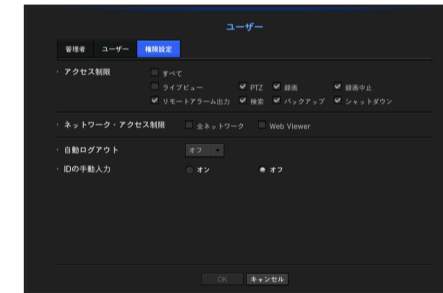 ユーザー
管理者 ユーザー 権限設定
・ アクセス制限 すべて
ライブビュー PTZ 録画 録画中止
リモートアラーム出力 検索 バックアップ シャットダウン
・ ネットワーク・アクセス制限 全ネットワーク Web Viewer
・ 自動ログアウト オフ
・ IDの手動入力 オン オフ
OK キャンセル